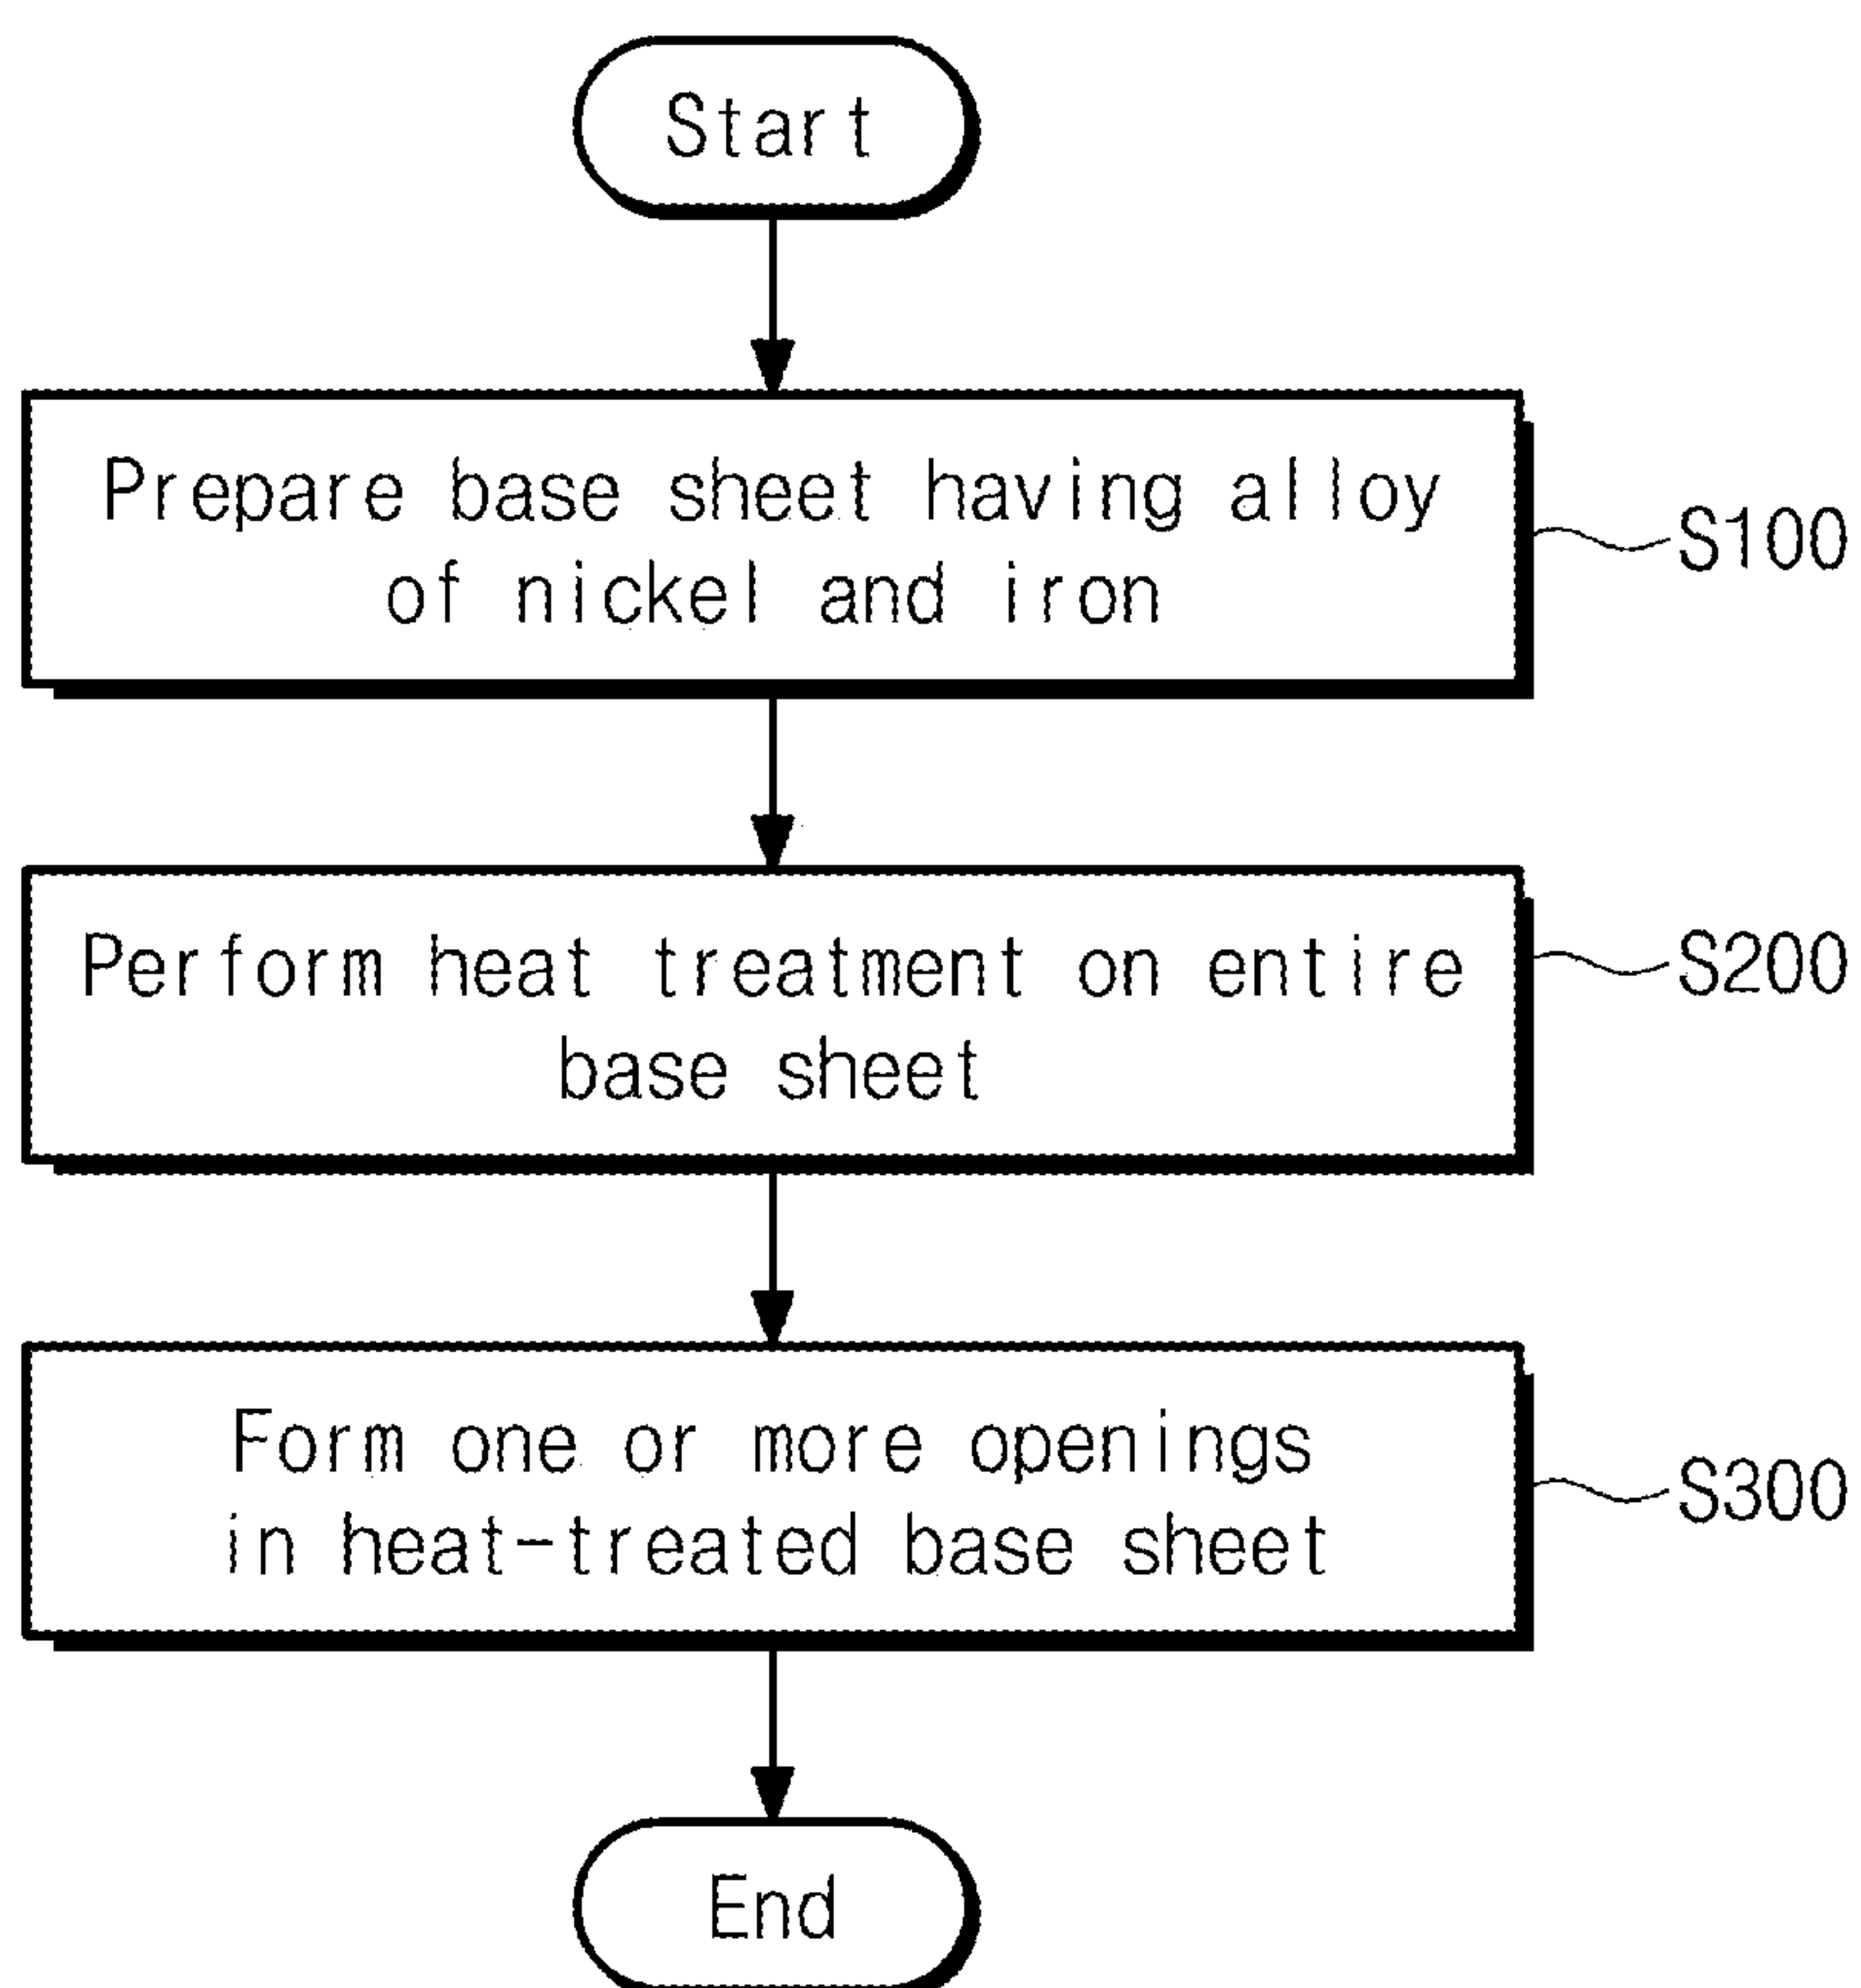 Start
Prepare base sheet having alloy
of nickel and iron
S100
Perform heat treatment on entire
base sheet
S200
Form one or more openings
in heat-treated base sheet
S300
End